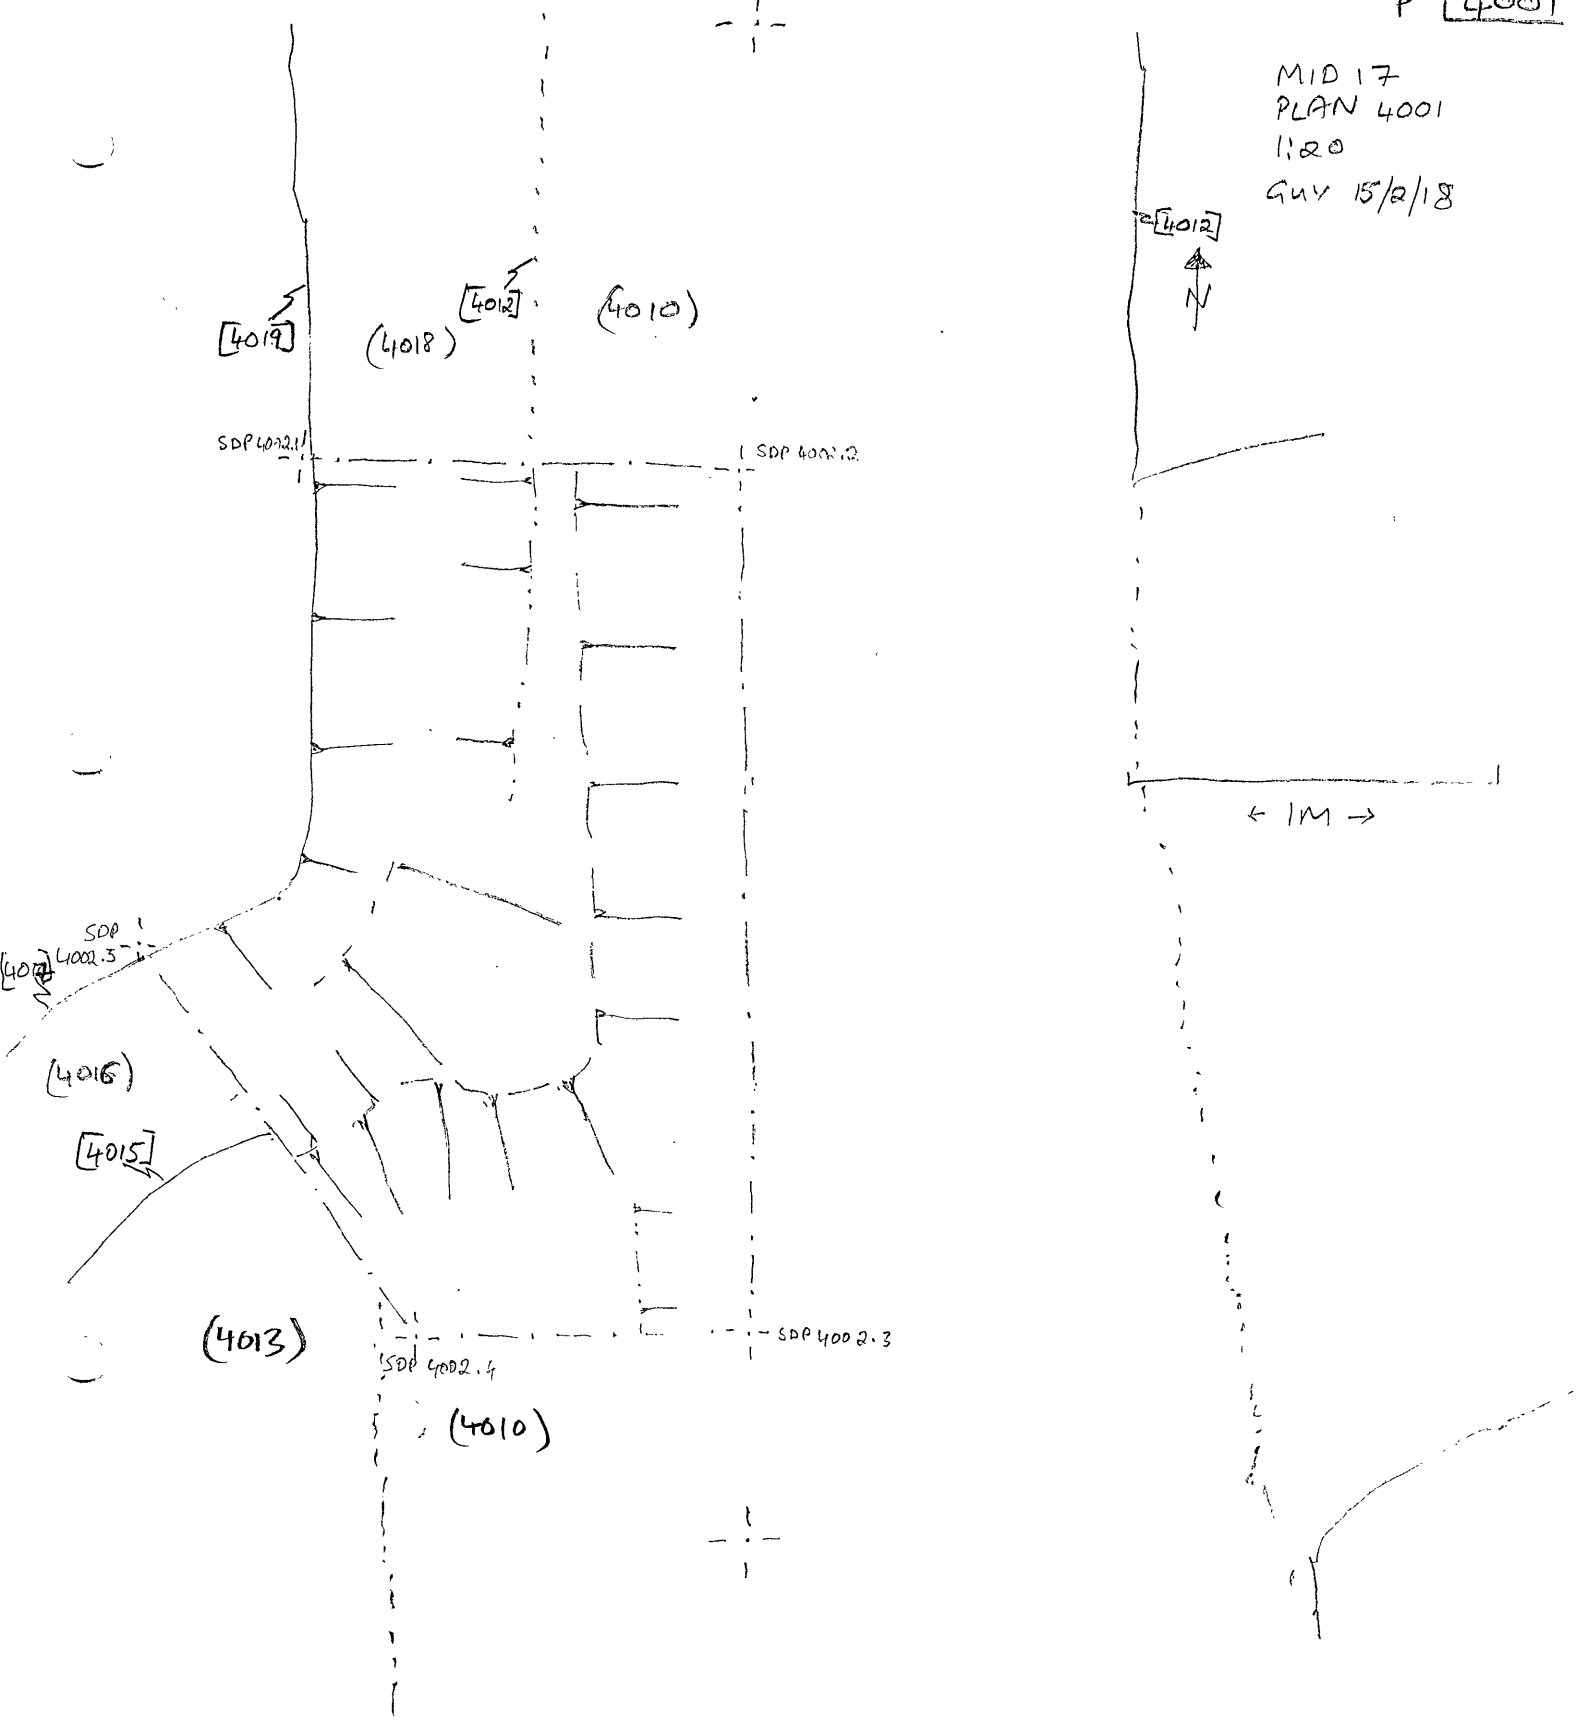 P [4001
MID 17
PLAN 4001
1:20
GUY 15/2/18
[4012]
N
[4012]
(4010)
[4019]
(4018)
SDP 4002.1
SDP 4002.2
← 1M →
SDP
4002.5
(4016)
[4015]
(4013)
SDP 4002.3
SDP 4002.4
(4010)